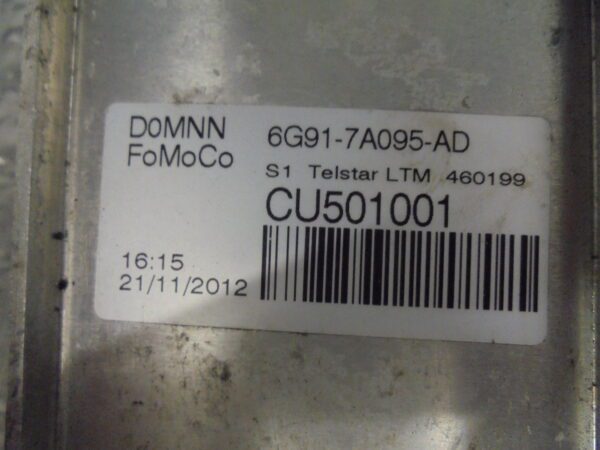 D0MNN 6G91-7A095-AD
FoMoCo
S1 Telstar LTM 460199
CU501001
16:15
21/11/2012